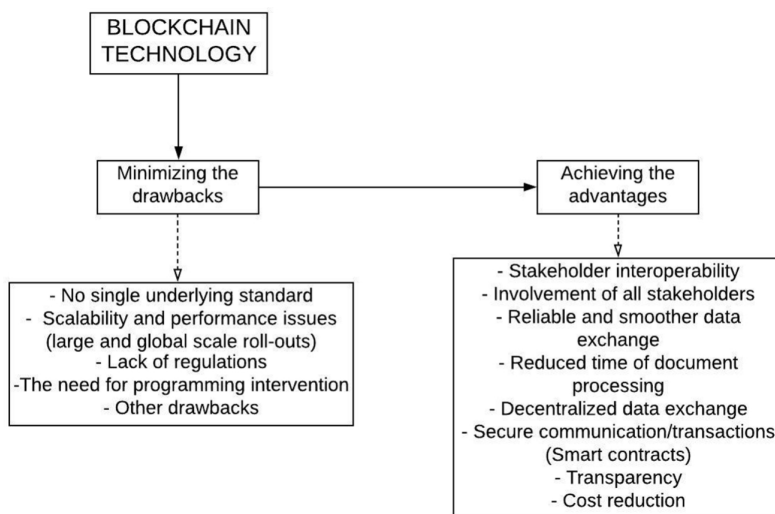 BLOCKCHAIN
TECHNOLOGY
Minimizing the
drawbacks
Achieving the
advantages
- No single underlying standard
- Scalability and performance issues
(large and global scale roll-outs)
- Lack of regulations
-The need for programming intervention
- Other drawbacks
- Stakeholder interoperability
- Involvement of all stakeholders
- Reliable and smoother data
exchange
- Reduced time of document
processing
- Decentralized data exchange
- Secure communication/transactions
(Smart contracts)
- Transparency
- Cost reduction